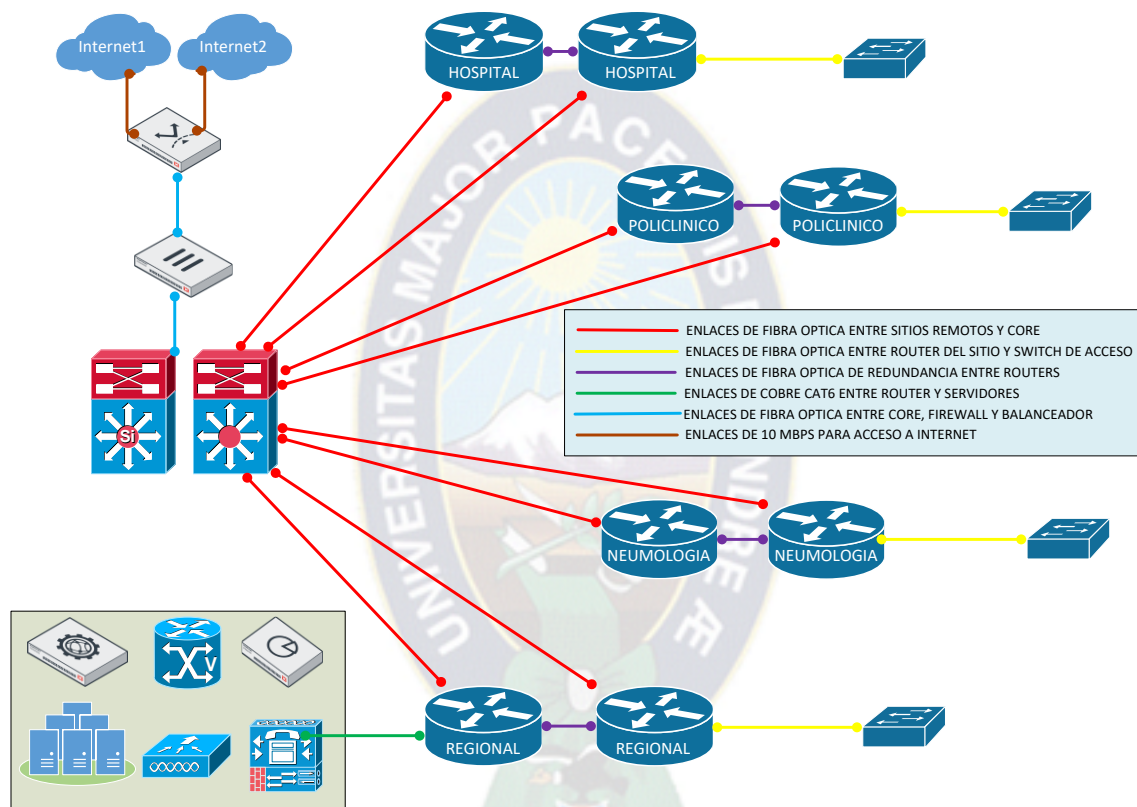 Internet1
Internet2
HOSPITAL
HOSPITAL
POLICLINICO
POLICLINICO
ENLACES DE FIBRA OPTICA ENTRE SITIOS REMOTOS Y CORE
ENLACES DE FIBRA OPTICA ENTRE ROUTER DEL SITIO Y SWITCH DE ACCESO
ENLACES DE FIBRA OPTICA DE REDUNDANCIA ENTRE ROUTERS
ENLACES DE COBRE CAT6 ENTRE ROUTER Y SERVIDORES
ENLACES DE FIBRA OPTICA ENTRE CORE, FIREWALL Y BALANCEADOR
ENLACES DE 10 MBPS PARA ACCESO A INTERNET
Si
NEUMOLOGIA
NEUMOLOGIA
V
REGIONAL
REGIONAL
UNIVERSITAS MAJOR PACE